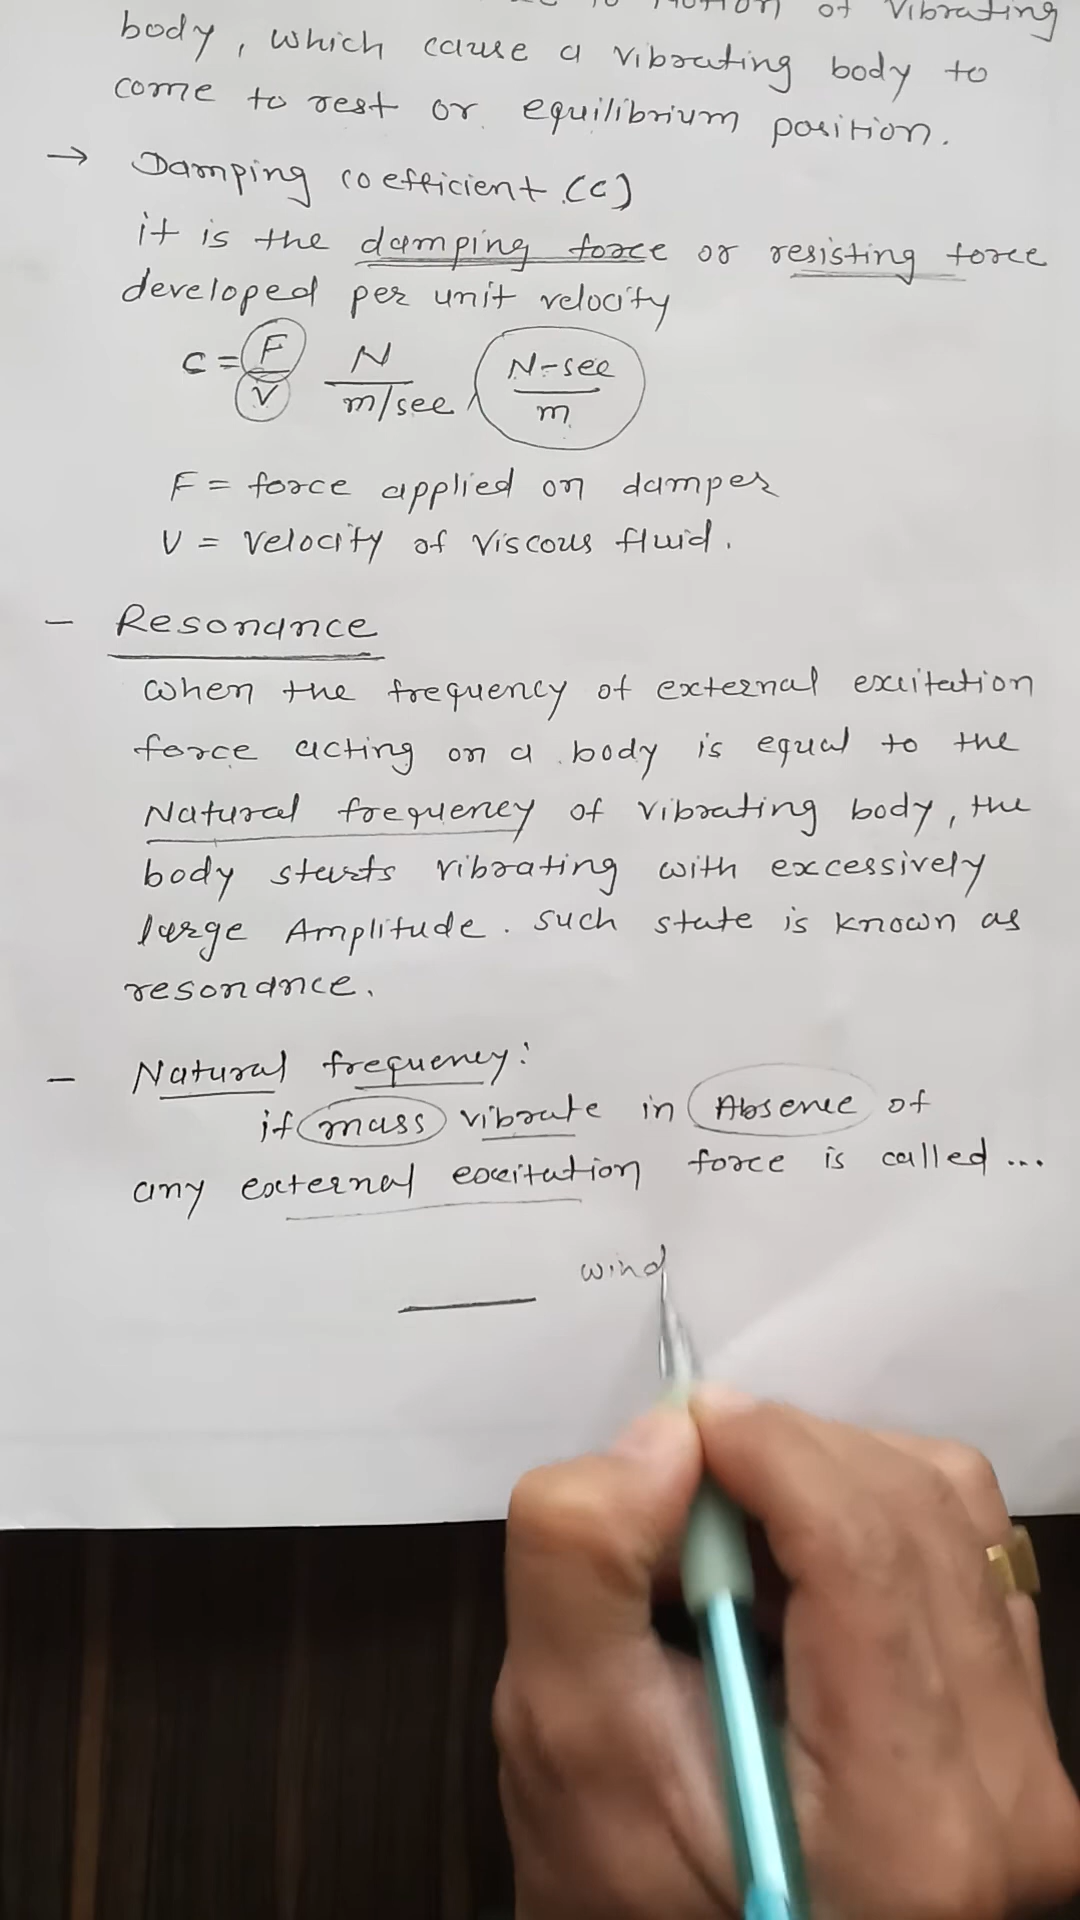 to motion of vibrating
body, which cause a vibrating body to
come to rest or equilibrium position.
→ Damping coefficient (c)
it is the damping force or resisting force
developed per unit velocity
c = F/V N/m/sec, N-sec/m
F = force applied on damper
V = velocity of viscous fluid.
- Resonance
when the frequency of external excitation
force acting on a body is equal to the
Natural frequency of vibrating body, the
body starts vibrating with excessively
large Amplitude. such state is known as
resonance.
- Natural frequency:
if mass vibrate in Absence of
any external excitation force is called ...
wind